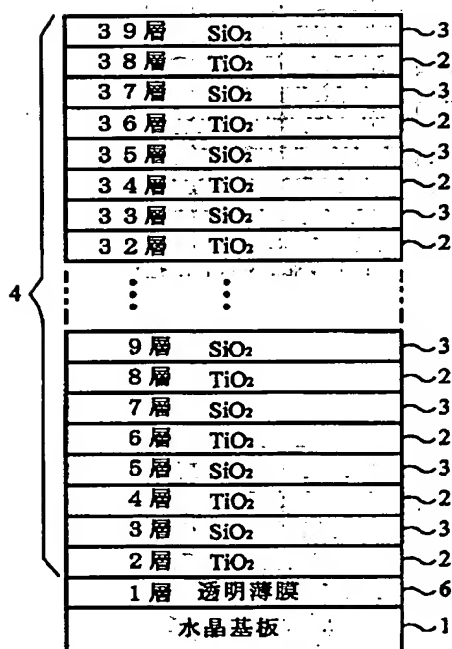 39層 SiO₂ 3
38層 TiO₂ 2
37層 SiO₂ 3
36層 TiO₂ 2
35層 SiO₂ 3
34層 TiO₂ 2
33層 SiO₂ 3
32層 TiO₂ 2
4
9層 SiO₂ 3
8層 TiO₂ 2
7層 SiO₂ 3
6層 TiO₂ 2
5層 SiO₂ 3
4層 TiO₂ 2
3層 SiO₂ 3
2層 TiO₂ 2
1層 透明薄膜 6
水晶基板 1